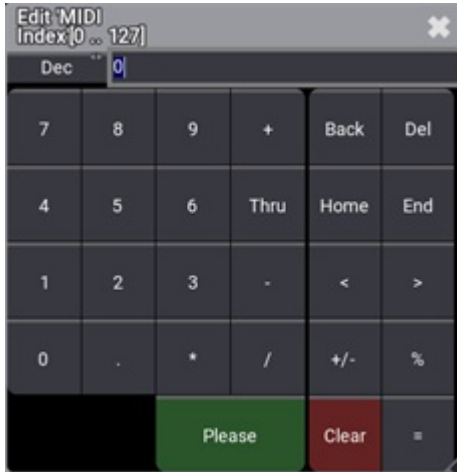 Edit 'MIDI
Index'[0 .. 127]
Dec 0
7 8 9 + Back Del
4 5 6 Thru Home End
1 2 3 - < >
0 . * / +/- %
Please Clear =